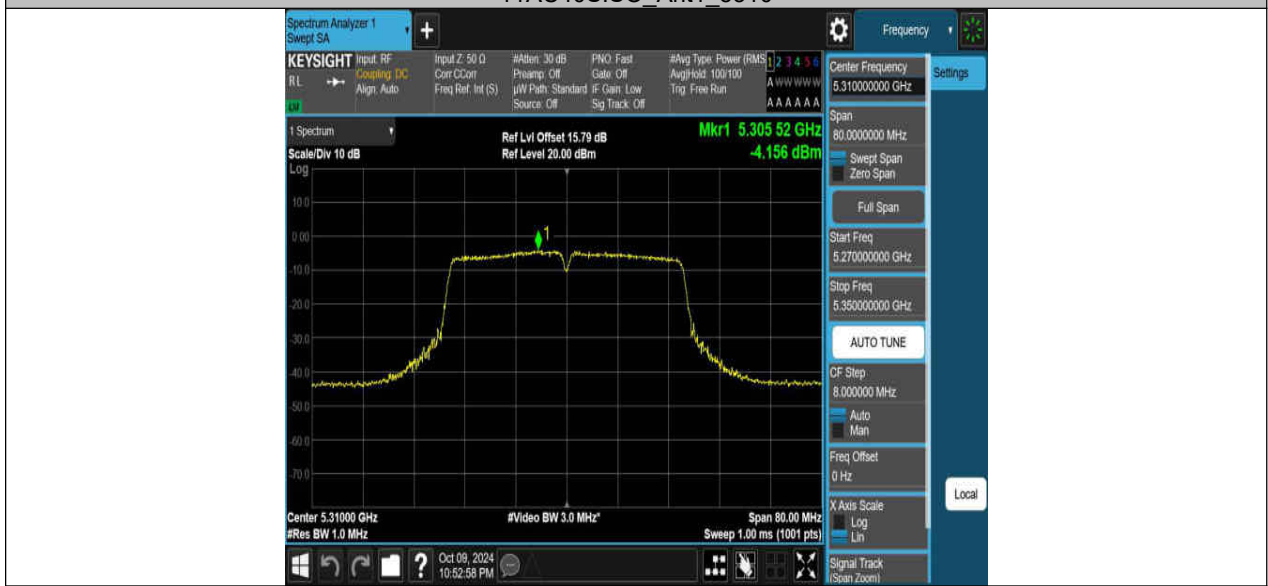 Spectrum Analyzer 1
Swept SA
+
Frequency
KEYSIGHT
RL
Input: RF
Coupling: DC
Align: Auto
Input Z: 50 Ω
Corr CCorr
Freq Ref: Int (S)
#Atten: 30 dB
Preamp: Off
µW Path: Standard
Source: Off
PNO: Fast
Gate: Off
IF Gain: Low
Sig Track: Off
#Avg Type: Power (RMS
Avg|Hold: 100/100
Trig: Free Run
1 2 3 4 5 6
A W W W W W
A A A A A A
1 Spectrum
Scale/Div 10 dB
Log
Ref Lvl Offset 15.79 dB
Ref Level 20.00 dBm
Mkr1 5.305 52 GHz
-4.156 dBm
10.0
0.00
-10.0
-20.0
-30.0
-40.0
-50.0
-60.0
-70.0
1
Center 5.31000 GHz
#Res BW 1.0 MHz
#Video BW 3.0 MHz*
Span 80.00 MHz
Sweep 1.00 ms (1001 pts)
Center Frequency
5.310000000 GHz
Settings
Span
80.0000000 MHz
Swept Span
Zero Span
Full Span
Start Freq
5.270000000 GHz
Stop Freq
5.350000000 GHz
AUTO TUNE
CF Step
8.000000 MHz
Auto
Man
Freq Offset
0 Hz
X Axis Scale
Log
Lin
Local
Signal Track
(Span Zoom)
?
Oct 09, 2024
10:52:58 PM